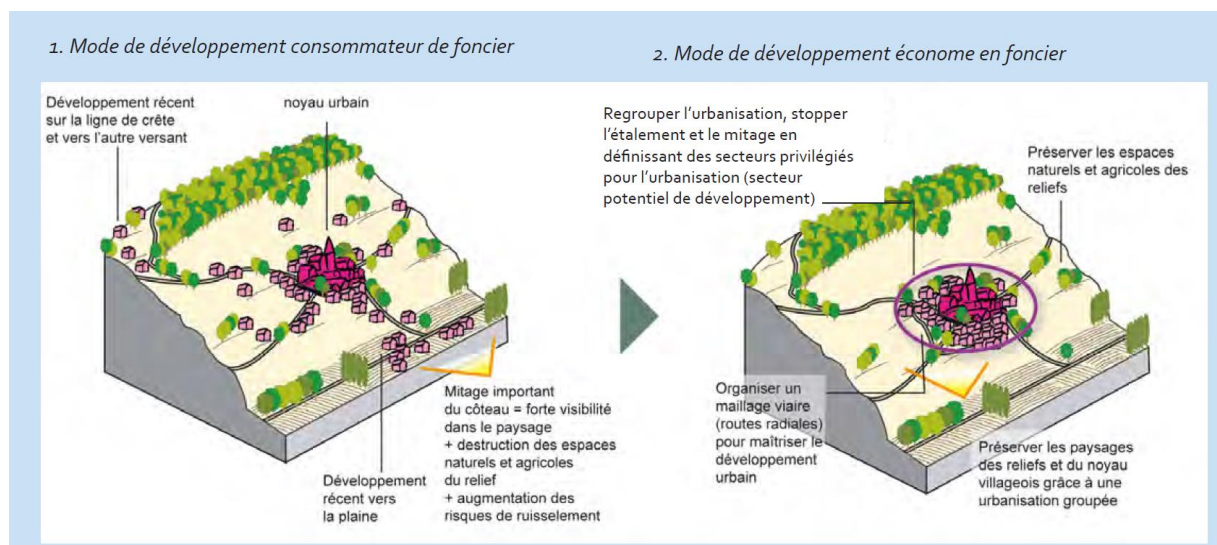 1. Mode de développement consommateur de foncier
2. Mode de développement économe en foncier
Développement récent
sur la ligne de crête
et vers l'autre versant
noyau urbain
Mitage important
du côteau = forte visibilité
dans le paysage
+ destruction des espaces
naturels et agricoles
du relief
+ augmentation des
risques de ruisselement
Développement
récent vers
la plaine
Regrouper l'urbanisation, stopper
l'étalement et le mitage en
définissant des secteurs privilégiés
pour l'urbanisation (secteur
potentiel de développement)
Préserver les espaces
naturels et agricoles des
reliefs
Organiser un
maillage viaire
(routes radiales)
pour maîtriser le
développement
urbain
Préserver les paysages
des reliefs et du noyau
villageois grâce à une
urbanisation groupée